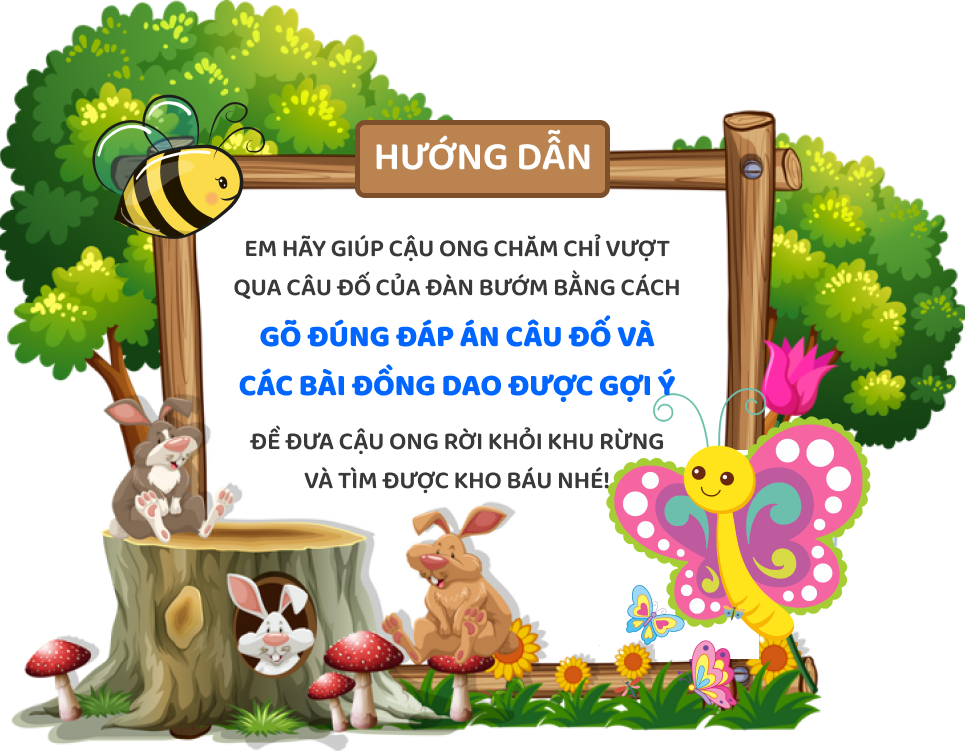 HƯỚNG DẪN
EM HÃY GIÚP CẬU ONG CHĂM CHỈ VƯỢT
QUA CÂU ĐỐ CỦA ĐÀN BƯỚM BẰNG CÁCH
GÕ ĐÚNG ĐÁP ÁN CÂU ĐỐ VÀ
CÁC BÀI ĐỒNG DAO ĐƯỢC GỢI Ý
ĐỀ ĐƯA CẬU ONG RỜI KHỎI KHU RỪNG
VÀ TÌM ĐƯỢC KHO BÁU NHÉ!